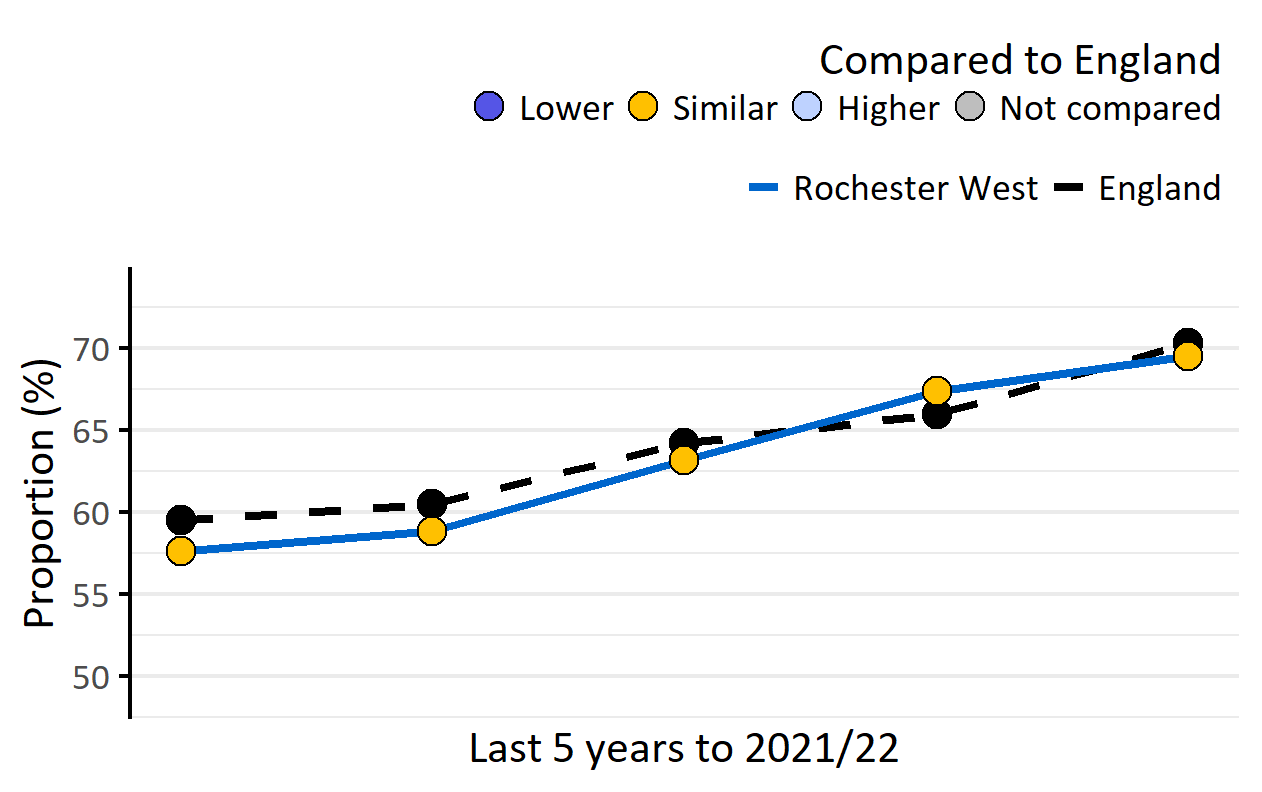 Compared to England
Lower Similar Higher Not compared
Rochester West England
Proportion (%)
70
65
60
55
50
Last 5 years to 2021/22